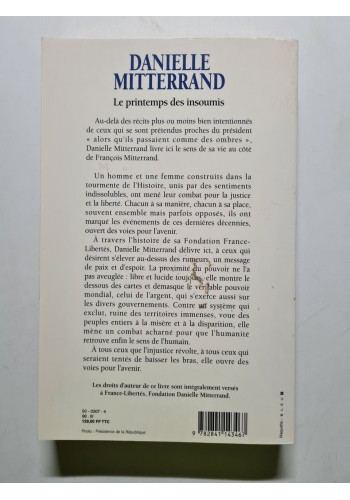 DANIELLE
MITTERRAND
Le printemps des insoumis
Au-delà des récits plus ou moins bien intentionnés
de ceux qui se sont prétendus proches du président
« alors qu'ils passaient comme des ombres »,
Danielle Mitterrand livre ici le sens de sa vie au côté
de François Mitterrand.
Un homme et une femme construits dans la
tourmente de l'Histoire, unis par des sentiments
indissolubles, ont mené leur combat pour la justice
et la liberté. Chacun à sa manière, chacun à sa place,
souvent ensemble mais parfois opposés, ils ont
marqué les événements de ces dernières décennies,
ouvert des voies pour l'avenir.
A travers l'histoire de sa Fondation France-
Libertés, Danielle Mitterrand délivre ici, à ceux qui
désirent s'élever au-dessus des rumeurs, un message
de paix et d'espoir. La proximité du pouvoir ne l'a
pas aveuglée : libre et lucide toujours, elle montre le
dessous des cartes et démasque le véritable pouvoir
mondial, celui de l'argent, qui s'exerce aussi sur
les divers gouvernements. Contre un système qui
exclut, ruine des territoires immenses, voue des
peuples entiers à la misère et à la disparition, elle
mène un combat acharné pour que l'humanité
retrouve enfin le sens de l'humain.
A tous ceux que l'injustice révolte, à tous ceux qui
seraient tentés de baisser les bras, elle ouvre des
voies pour l'avenir.
Les droits d'auteur de ce livre sont intégralement versés
à France-Libertés, Fondation Danielle Mitterrand.
Photo : Présidence de la République
9 782841 143467